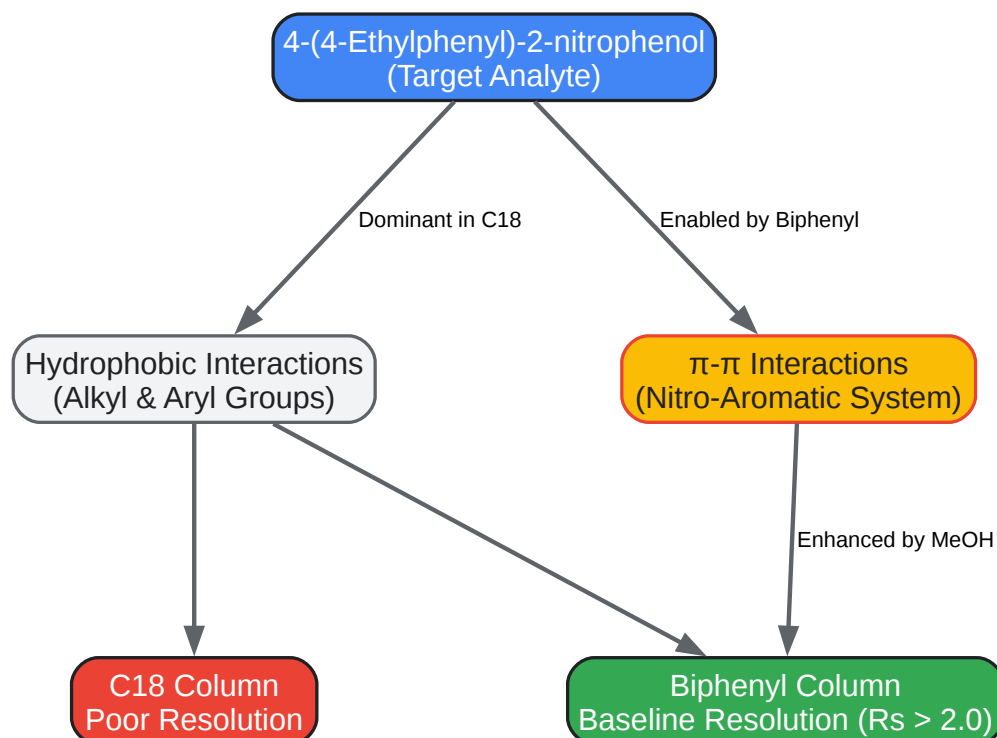 4-(4-Ethylphenyl)-2-nitrophenol
(Target Analyte)
Dominant in C18
Enabled by Biphenyl
Hydrophobic Interactions
(Alkyl & Aryl Groups)
π-π Interactions
(Nitro-Aromatic System)
Enhanced by MeOH
C18 Column
Poor Resolution
Biphenyl Column
Baseline Resolution (Rs > 2.0)